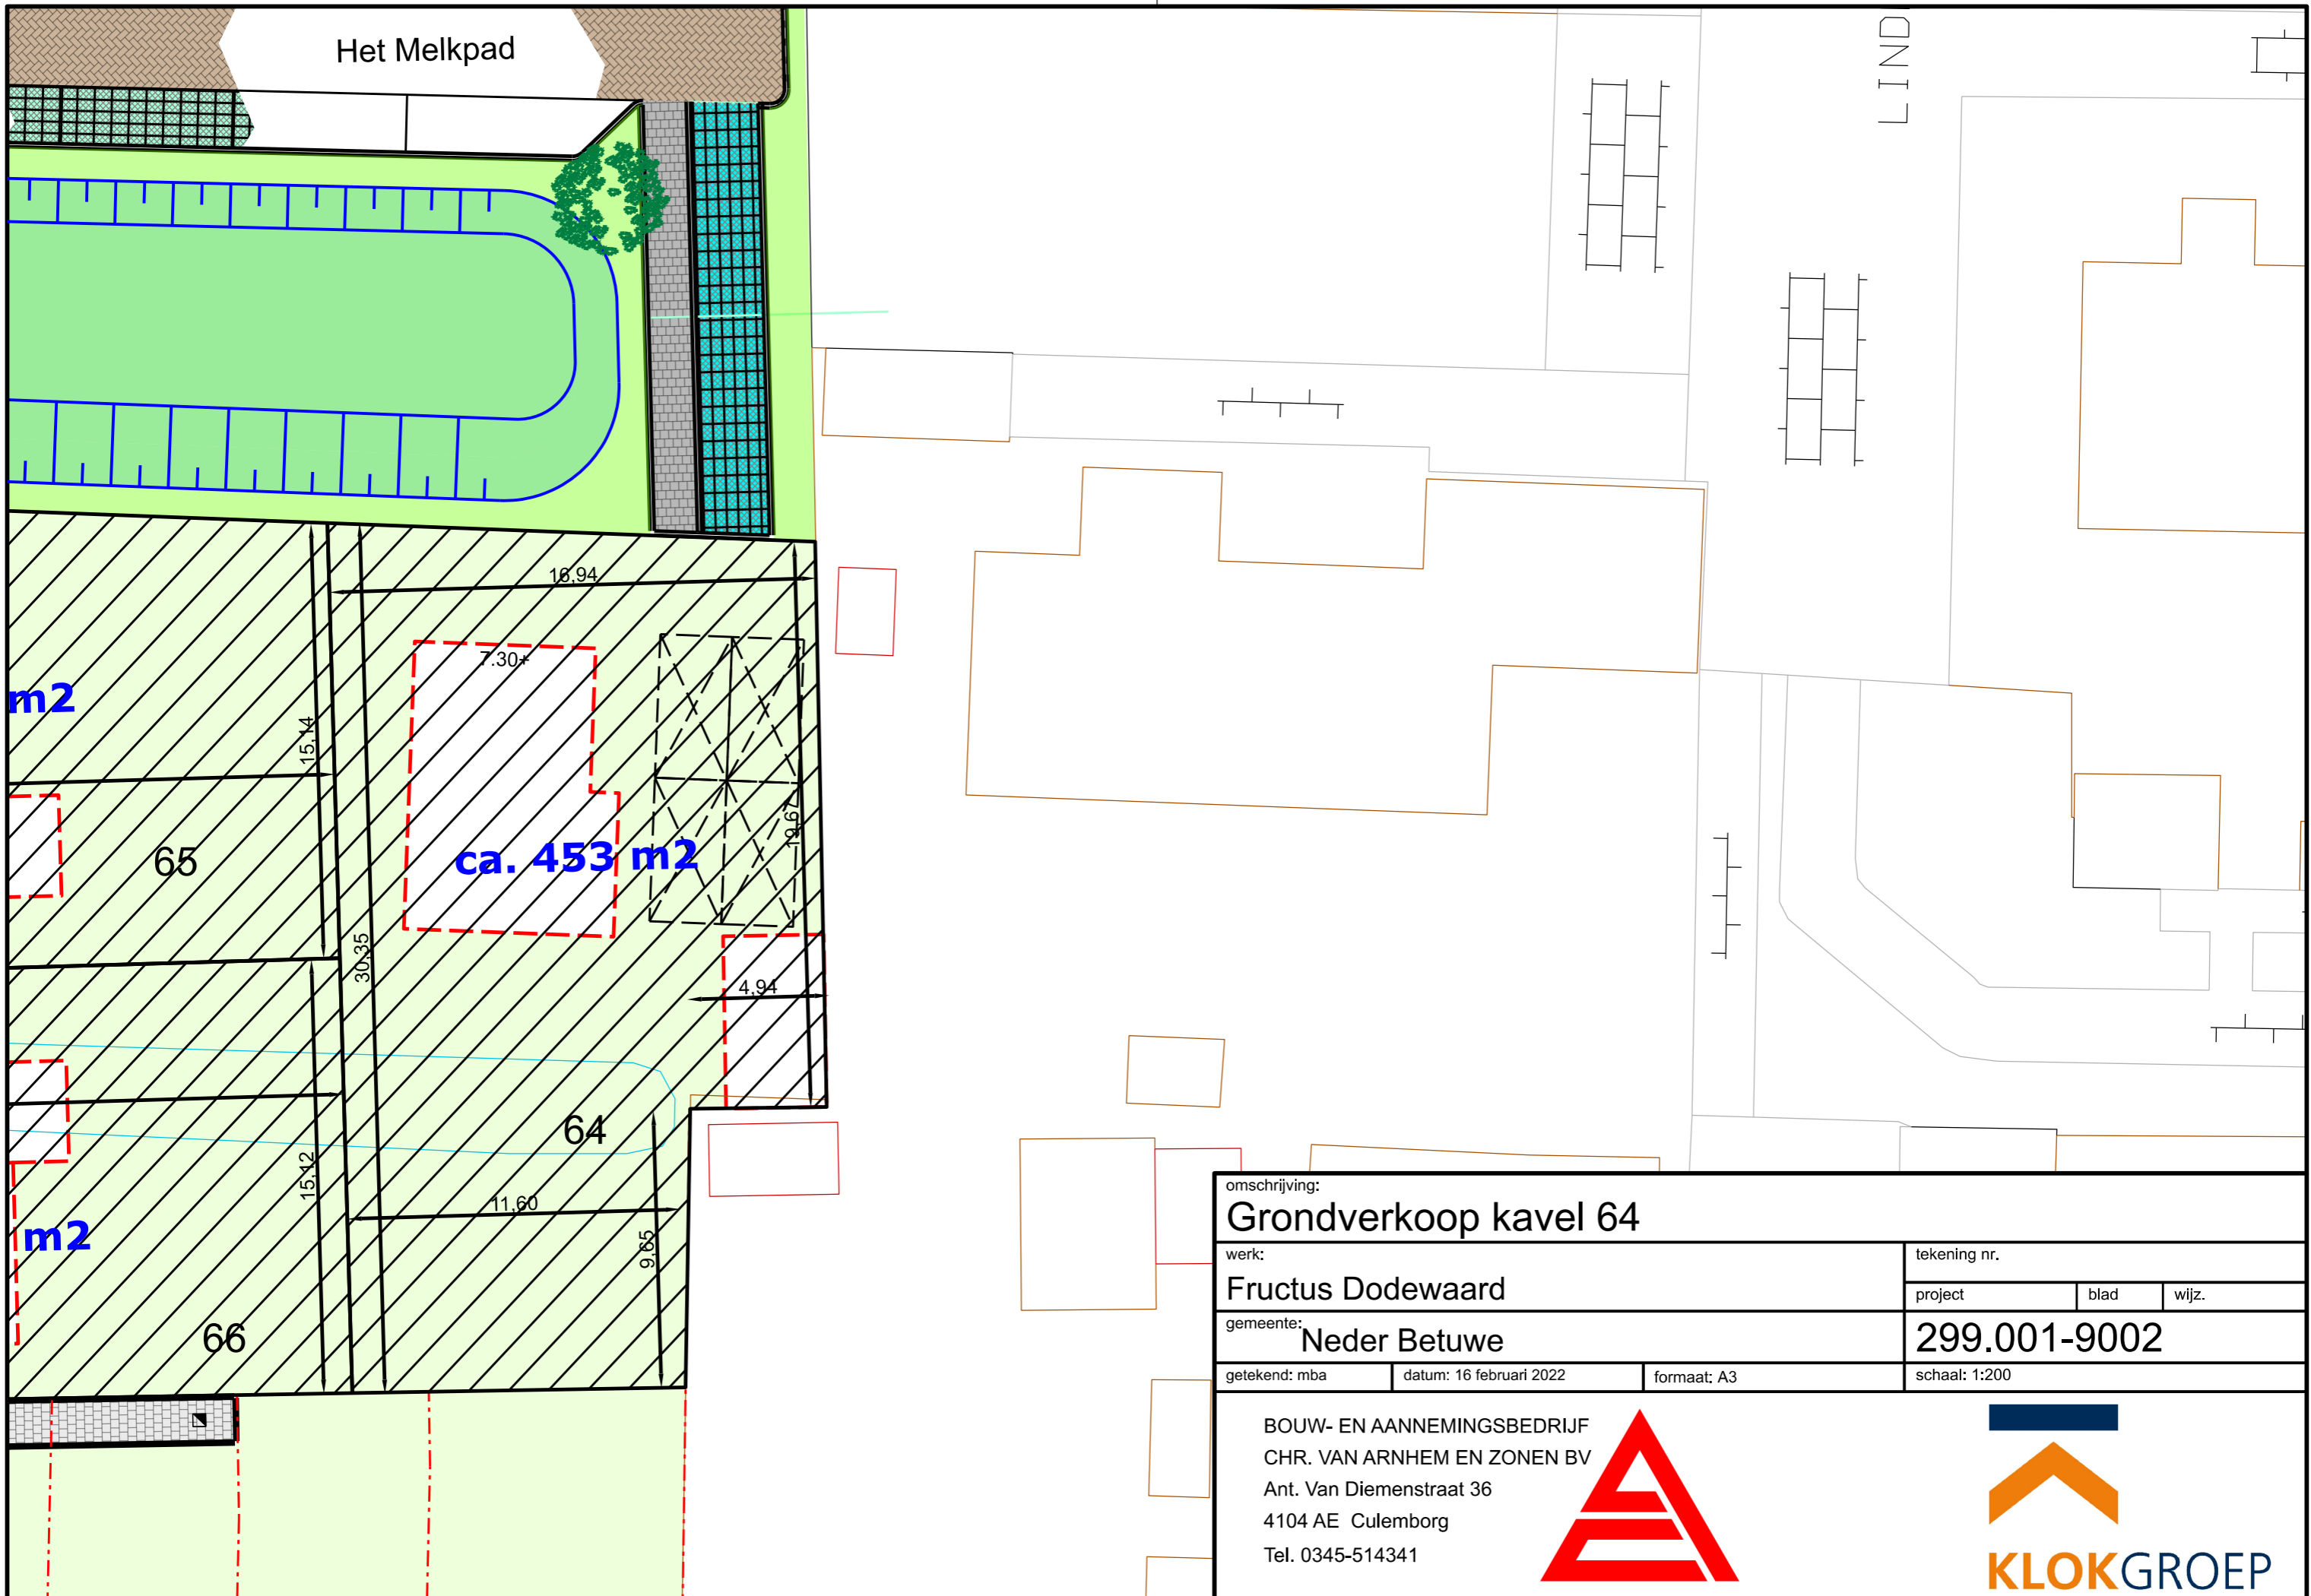 Het Melkpad
LIND
16,94
7.30+
m2
15,14
19,67
65
ca. 453 m2
30,35
4,94
64
15,12
11,60
9,65
m2
66
omschrijving:
Grondverkoop kavel 64
werk:
Fructus Dodewaard
tekening nr.
project blad wijz.
gemeente: Neder Betuwe
299.001-9002
getekend: mba datum: 16 februari 2022 formaat: A3 schaal: 1:200
BOUW- EN AANNEMINGSBEDRIJF
CHR. VAN ARNHEM EN ZONEN BV
Ant. Van Diemenstraat 36
4104 AE Culemborg
Tel. 0345-514341
KLOKGROEP